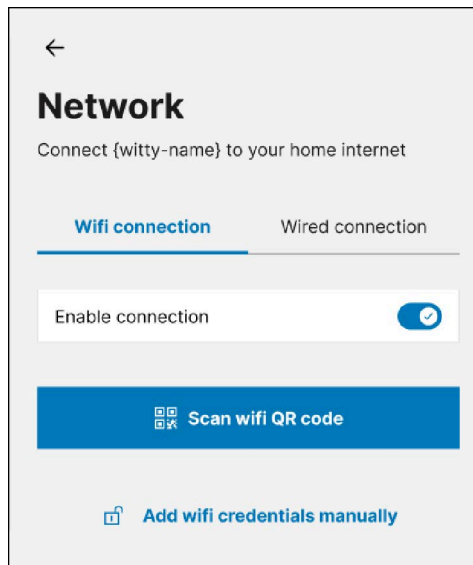 Network
Connect {witty-name} to your home internet
Wifi connection
Wired connection
Enable connection
Scan wifi QR code
Add wifi credentials manually